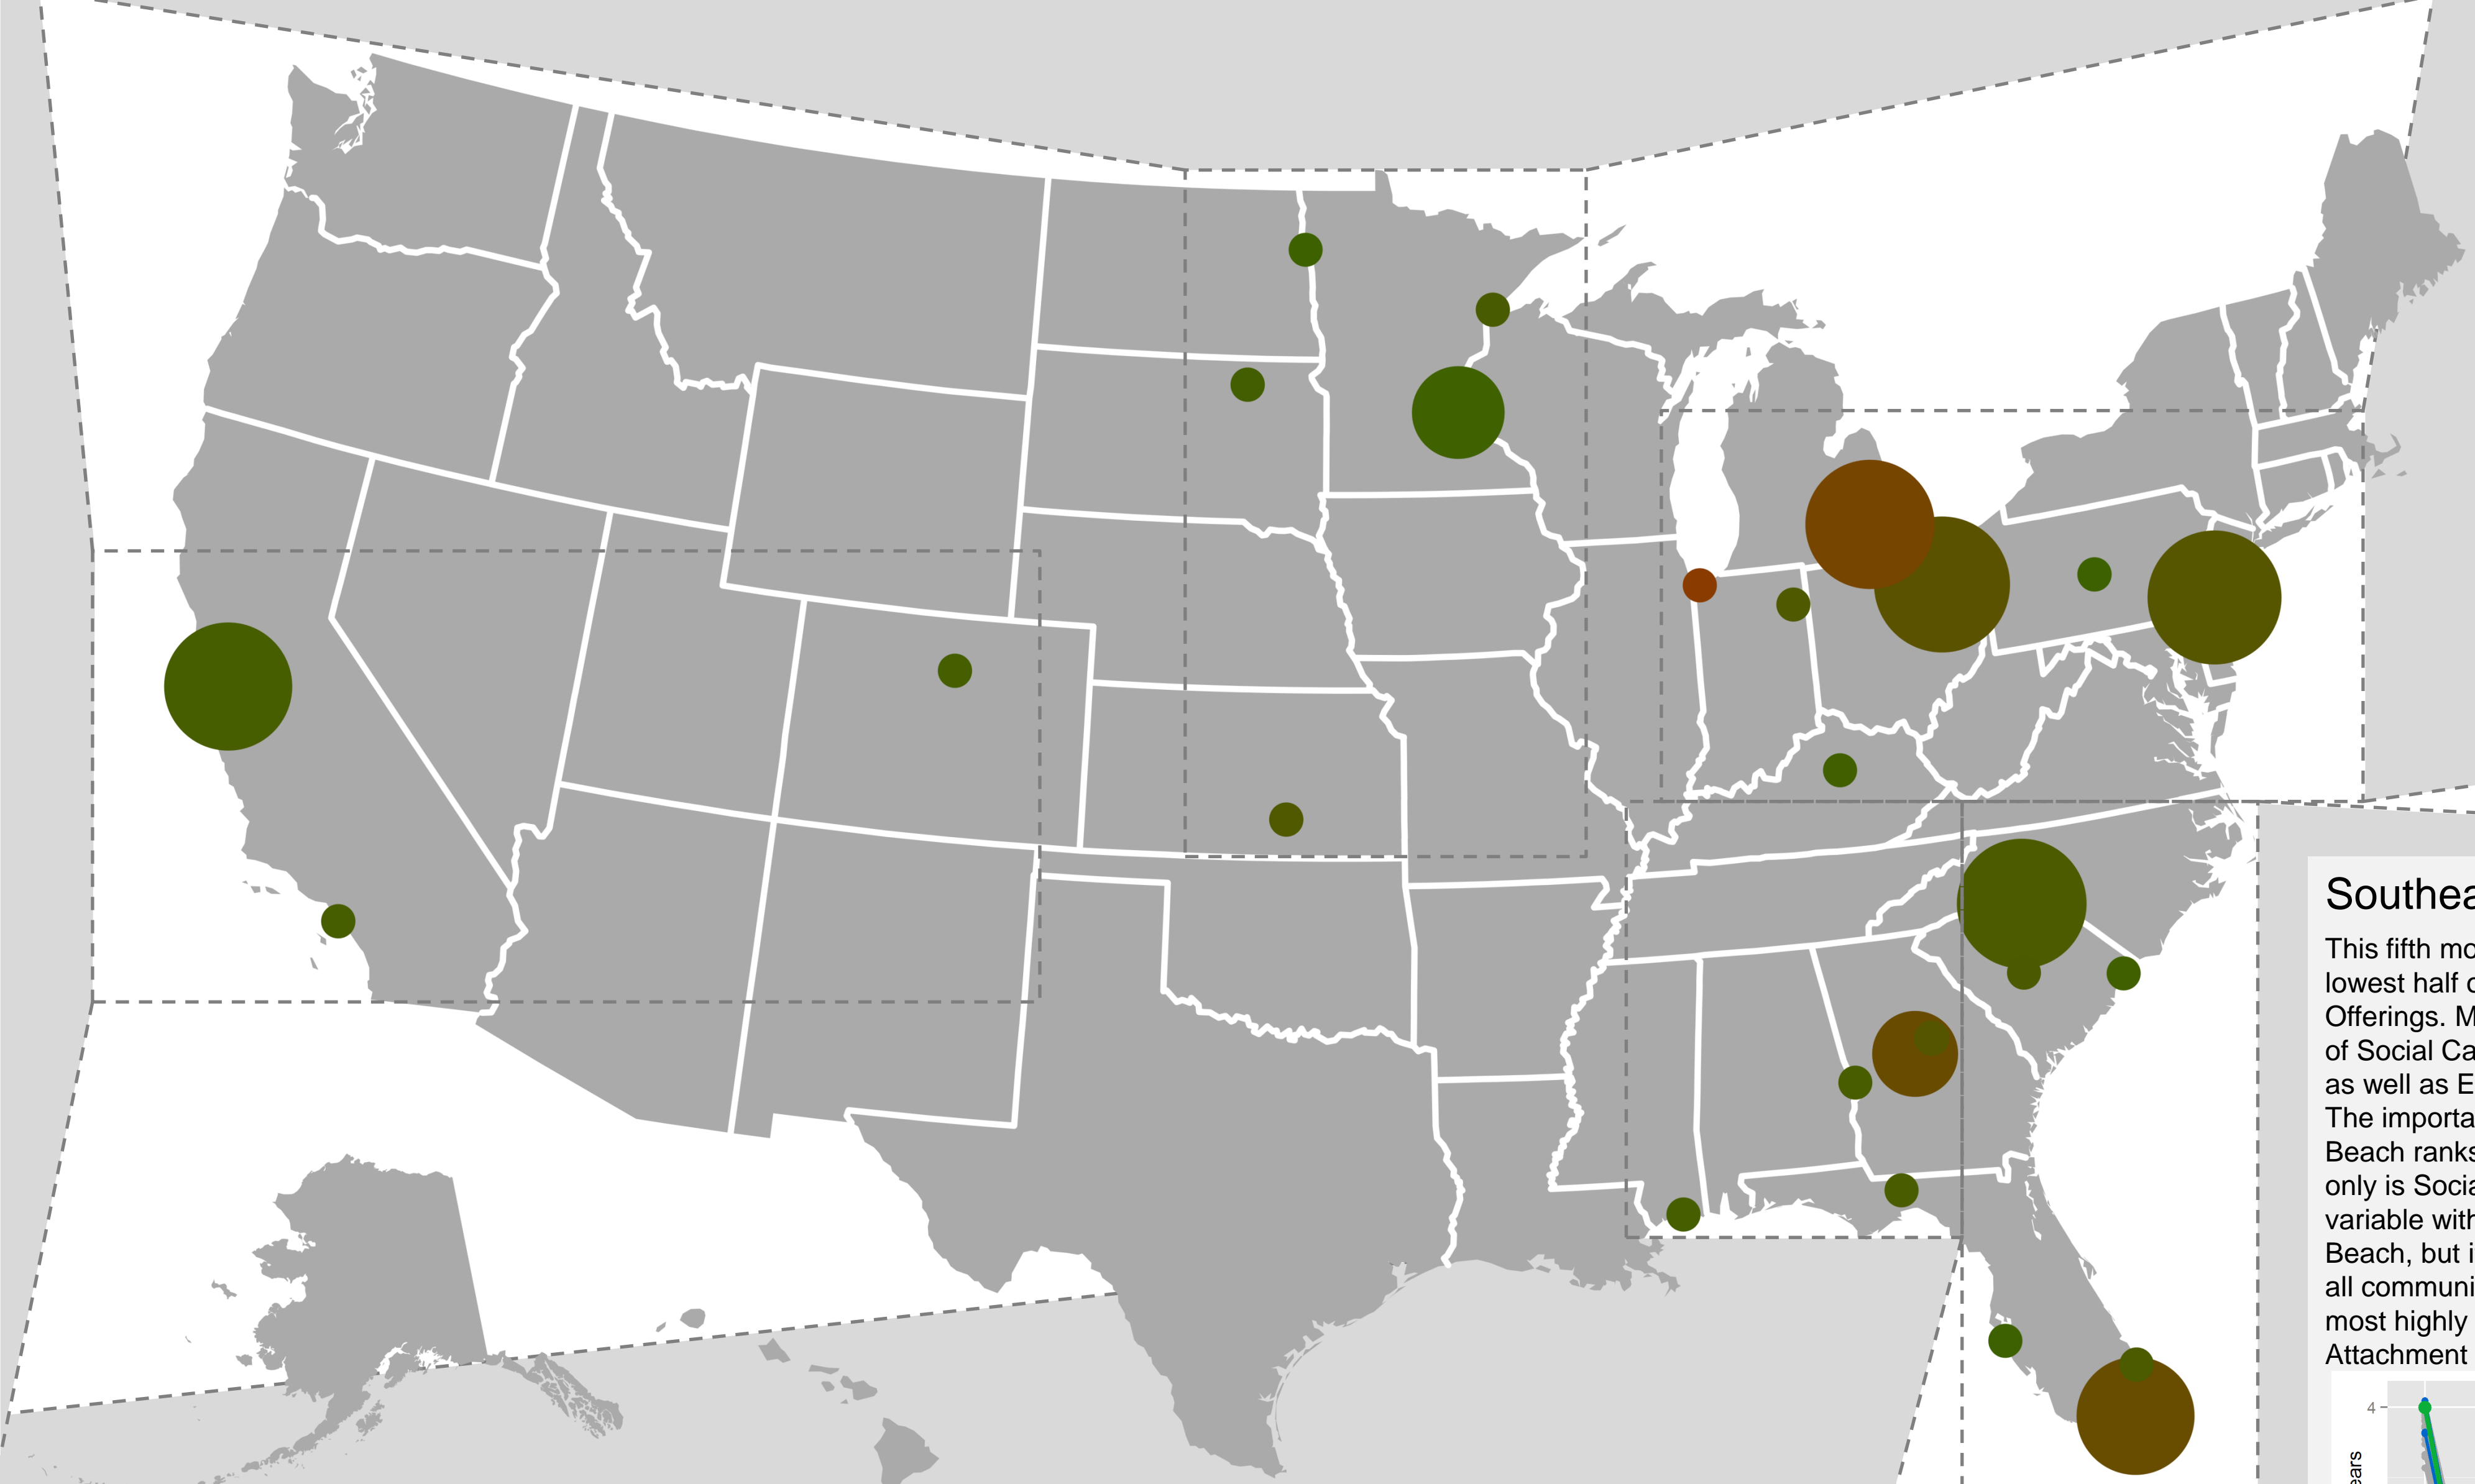 Southea
This fifth mo
lowest half o
Offerings. M
of Social Ca
as well as E
The importa
Beach ranks
only is Socia
variable with
Beach, but i
all communi
most highly
Attachment
4
ears